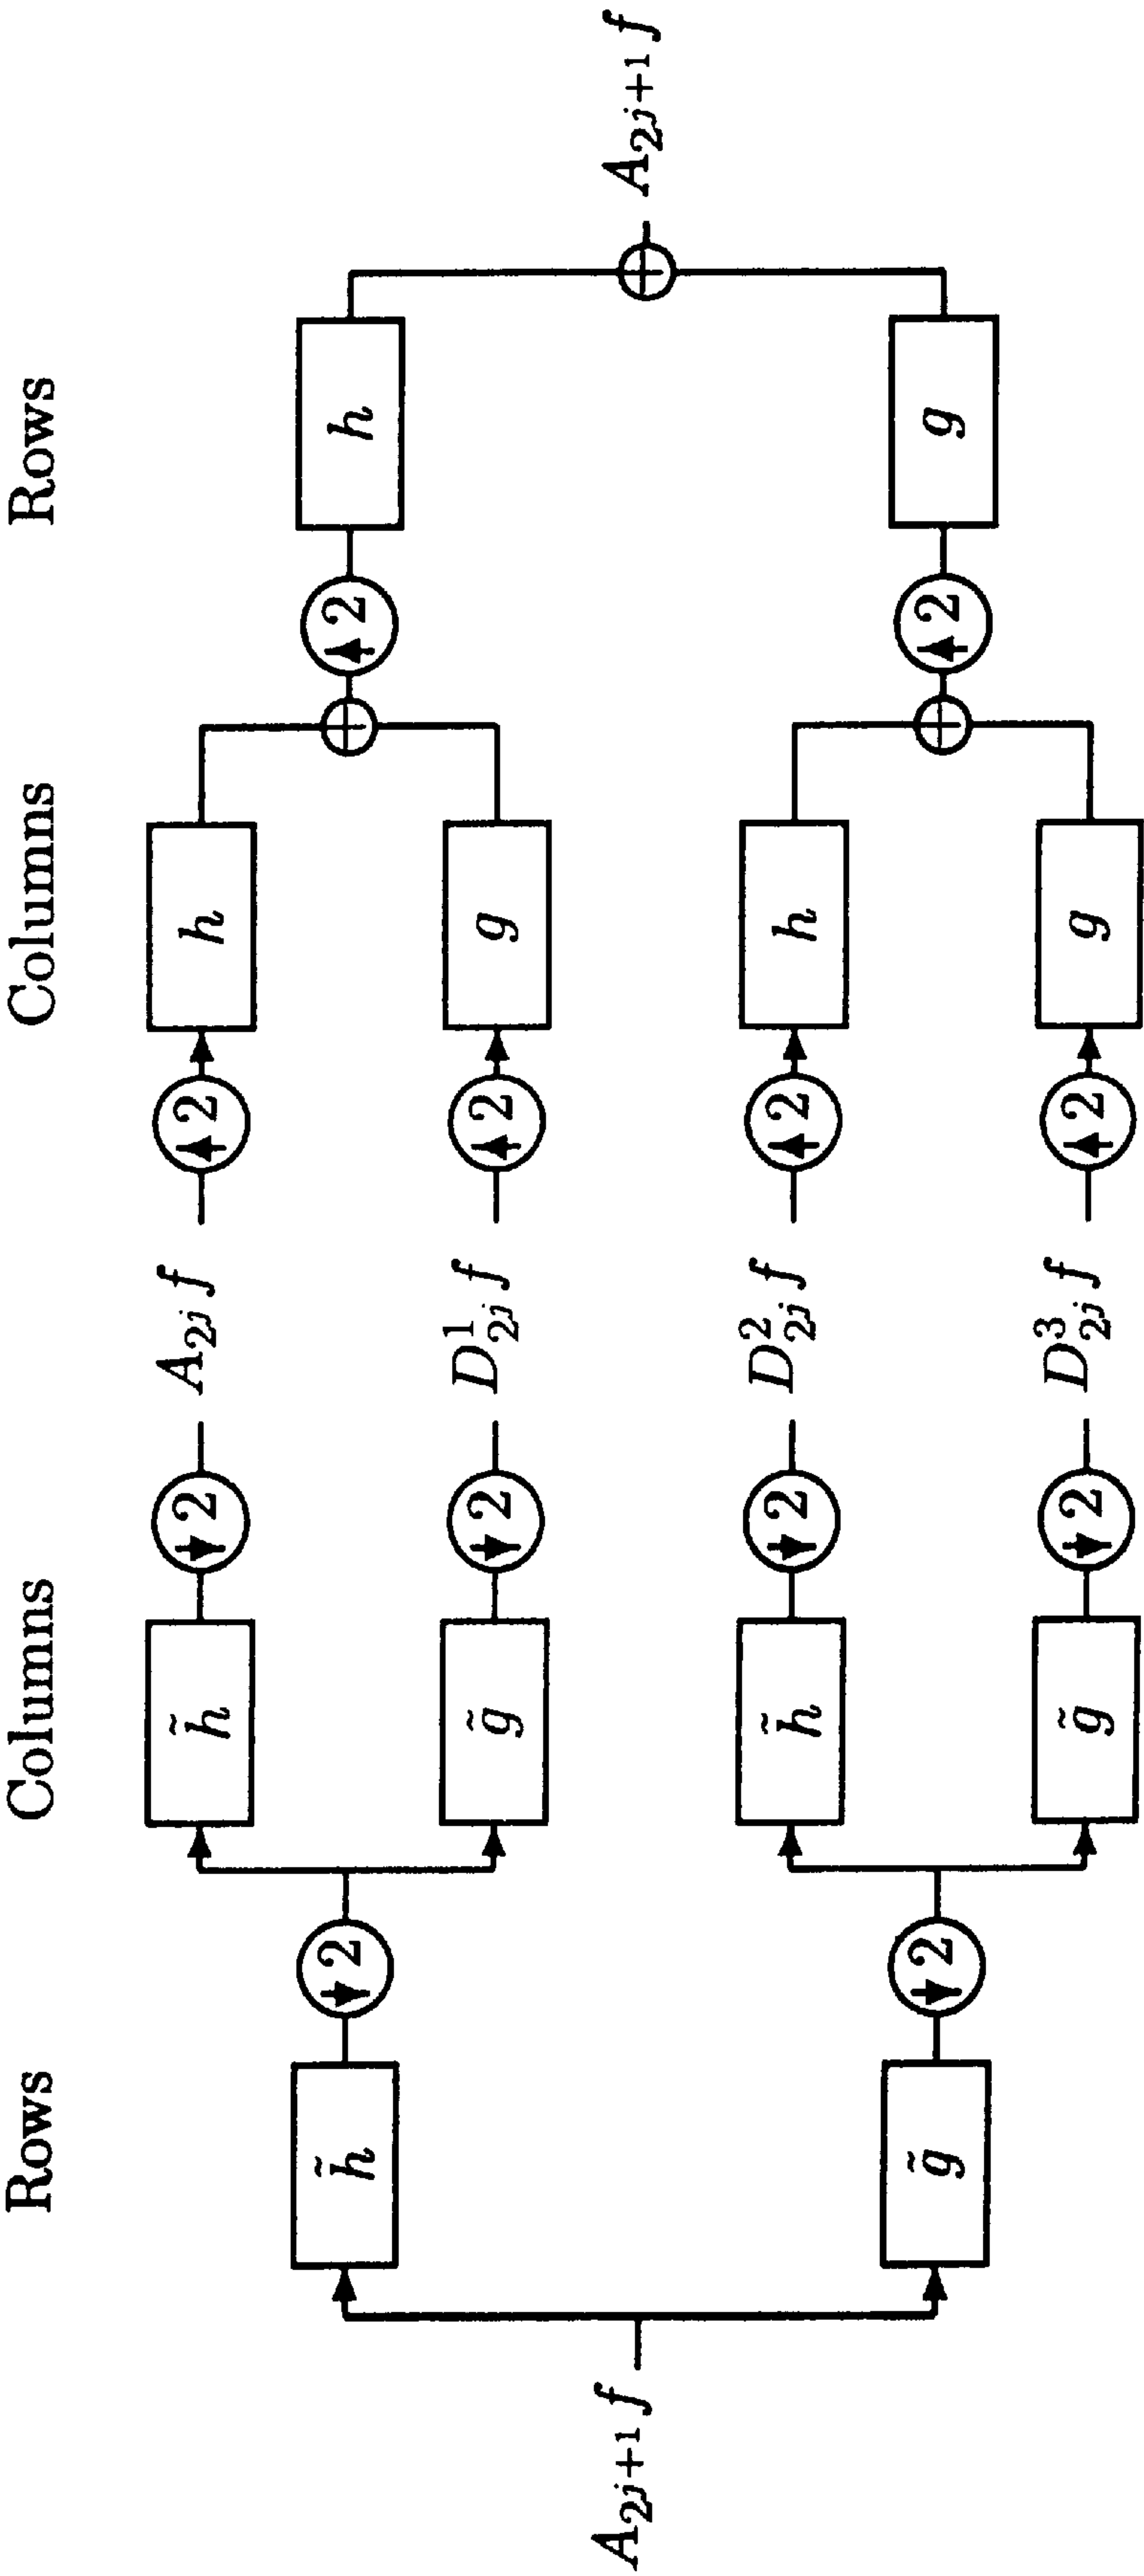 Rows Columns Columns Rows
h̃ ↓2 A_{2^j} f ↑2 h
h̃ ↓2 ↑2 h
g̃ ↓2 D^1_{2^j} f ↑2 g
A_{2^{j+1}} f A_{2^{j+1}} f
h̃ ↓2 D^2_{2^j} f ↑2 h
g̃ ↓2 ↑2 g
g̃ ↓2 D^3_{2^j} f ↑2 g